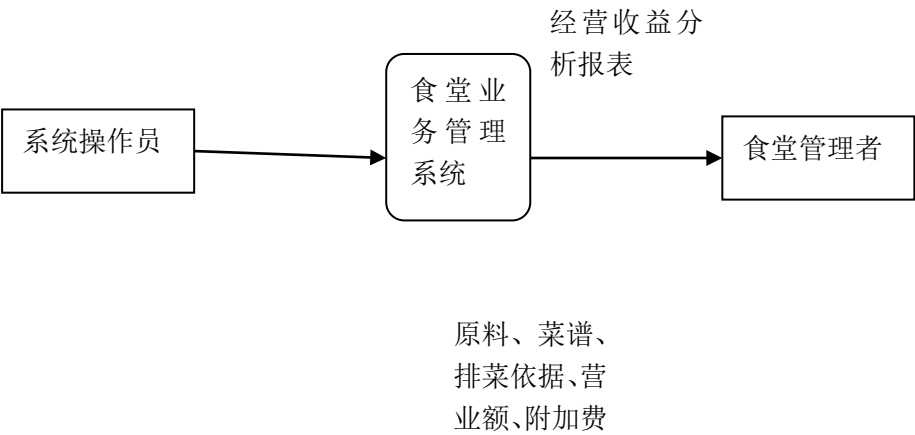 经营收益分
析报表
系统操作员
食堂业
务管理
系统
食堂管理者
原料、菜谱、
排菜依据、营
业额、附加费